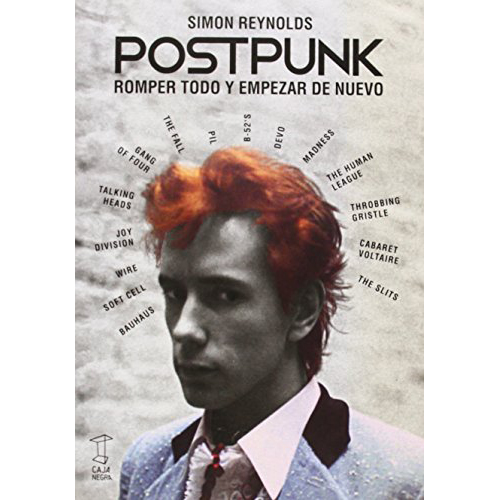 SIMON REYNOLDS
POSTPUNK
ROMPER TODO Y EMPEZAR DE NUEVO
BAUHAUS
SOFT CELL
WIRE
JOY
DIVISION
TALKING
HEADS
GANG
OF FOUR
THE FALL
PIL
B-52'S
DEVO
MADNESS
THE HUMAN
LEAGUE
THROBBING
GRISTLE
CABARET
VOLTAIRE
THE SLITS
CAJA
NEGRA